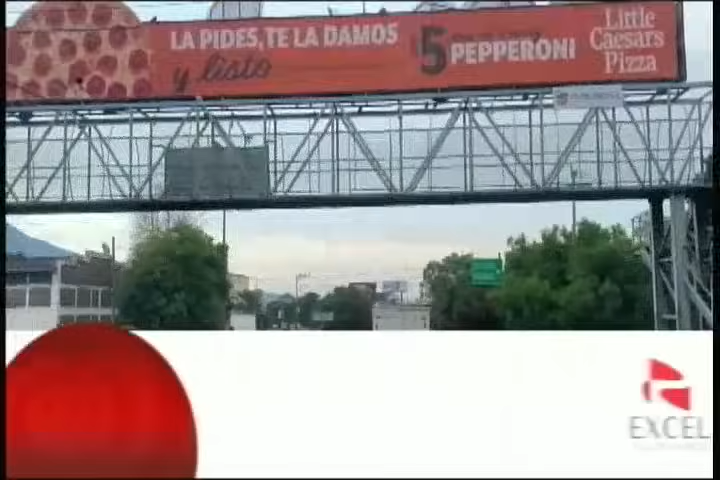 LA PIDES, TE LA DAMOS
y listo
$5
PEPPERONI
Little
Caesars
Pizza
EXCEL